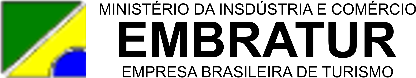 MINISTÉRIO DA INSDÚSTRIA E COMÉRCIO
EMBRATUR
EMPRESA BRASILEIRA DE TURISMO